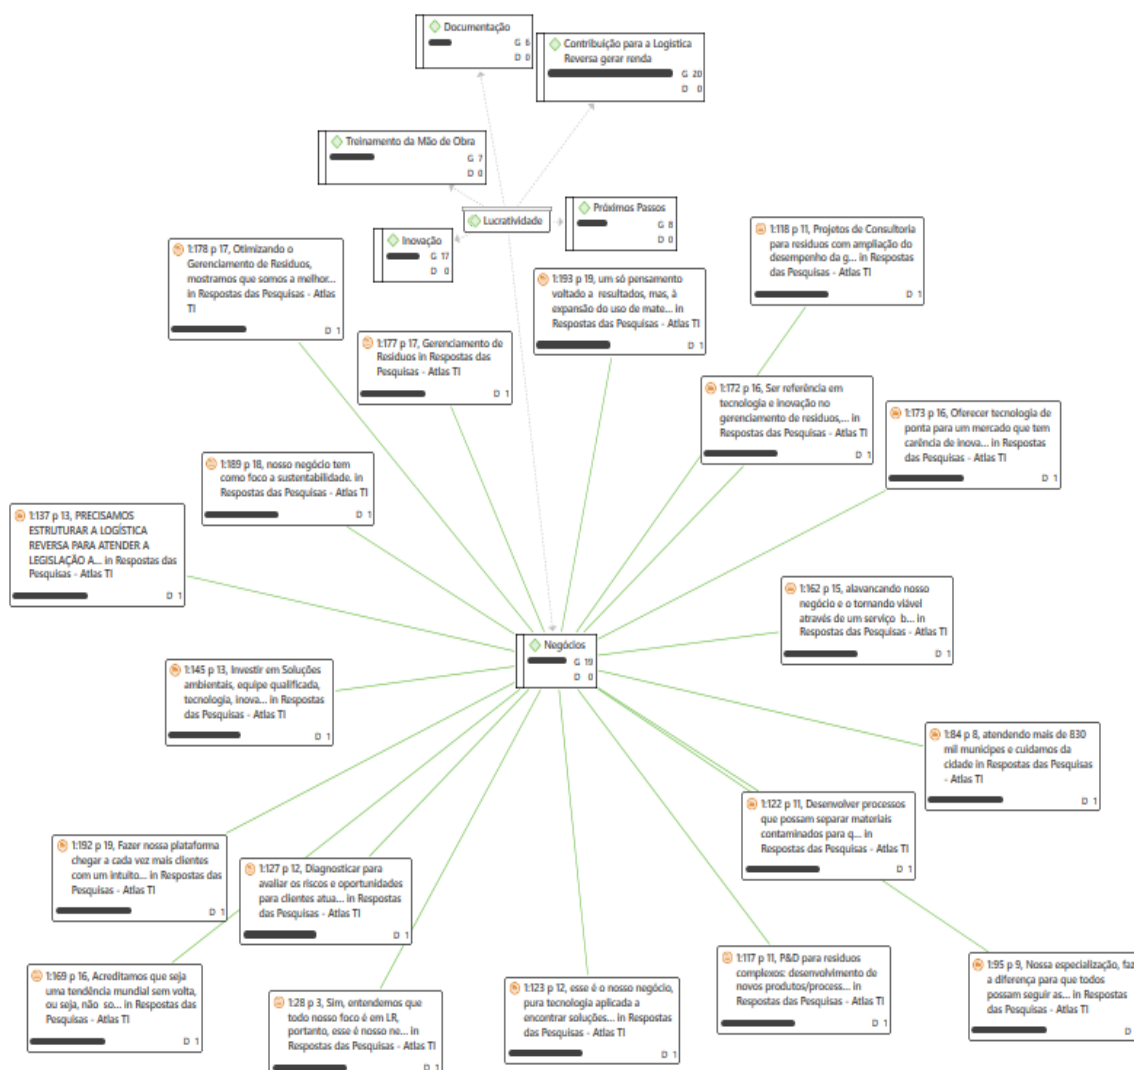 Documentação
G 6
D 0
Contribuição para a Logística
Reversa gerar renda
G 20
D 0
Treinamento da Mão de Obra
G 7
D 0
Lucratividade
Próximos Passos
G 8
D 0
Inovação
G 17
D 0
1:178 p 17, Otimizando o
Gerenciamento de Resíduos,
mostramos que somos a melhor...
in Respostas das Pesquisas - Atlas
TI
D 1
1:193 p 19, um só pensamento
voltado a resultados, mas, à
expansão do uso de mate... in
Respostas das Pesquisas - Atlas TI
D 1
1:118 p 11, Projetos de Consultoria
para resíduos com ampliação do
desempenho da g... in Respostas
das Pesquisas - Atlas TI
D 1
1:177 p 17, Gerenciamento de
Resíduos in Respostas das
Pesquisas - Atlas TI
D 1
1:172 p 16, Ser referência em
tecnologia e inovação no
gerenciamento de resíduos,... in
Respostas das Pesquisas - Atlas TI
D 1
1:173 p 16, Oferecer tecnologia de
ponta para um mercado que tem
carência de inova... in Respostas
das Pesquisas - Atlas TI
D 1
1:189 p 18, nosso negócio tem
como foco a sustentabilidade. in
Respostas das Pesquisas - Atlas TI
D 1
1:137 p 13, PRECISAMOS
ESTRUTURAR A LOGÍSTICA
REVERSA PARA ATENDER A
LEGISLAÇÃO A... in Respostas das
Pesquisas - Atlas TI
D 1
1:162 p 15, alavancando nosso
negócio e o tornando viável
através de um serviço b... in
Respostas das Pesquisas - Atlas TI
D 1
Negócios
G 19
D 0
1:145 p 13, Investir em Soluções
ambientais, equipe qualificada,
tecnologia, inova... in Respostas
das Pesquisas - Atlas TI
D 1
1:84 p 8, atendendo mais de 830
mil munícipes e cuidamos da
cidade in Respostas das Pesquisas
- Atlas TI
D 1
1:122 p 11, Desenvolver processos
que possam separar materiais
contaminados para q... in
Respostas das Pesquisas - Atlas TI
D 1
1:192 p 19, Fazer nossa plataforma
chegar a cada vez mais clientes
com um intuito... in Respostas das
Pesquisas - Atlas TI
D 1
1:127 p 12, Diagnosticar para
avaliar os riscos e oportunidades
para clientes atua... in Respostas
das Pesquisas - Atlas TI
D 1
1:169 p 16, Acreditamos que seja
uma tendência mundial sem volta,
ou seja, não so... in Respostas das
Pesquisas - Atlas TI
D 1
1:28 p 3, Sim, entendemos que
todo nosso foco é em LR,
portanto, esse é nosso ne... in
Respostas das Pesquisas - Atlas TI
D 1
1:123 p 12, esse é o nosso negócio,
pura tecnologia aplicada a
encontrar soluções... in Respostas
das Pesquisas - Atlas TI
D 1
1:117 p 11, P&D para resíduos
complexos: desenvolvimento de
novos produtos/process... in
Respostas das Pesquisas - Atlas TI
D 1
1:95 p 9, Nossa especialização, faz
a diferença para que todos
possam seguir as... in Respostas
das Pesquisas - Atlas TI
D